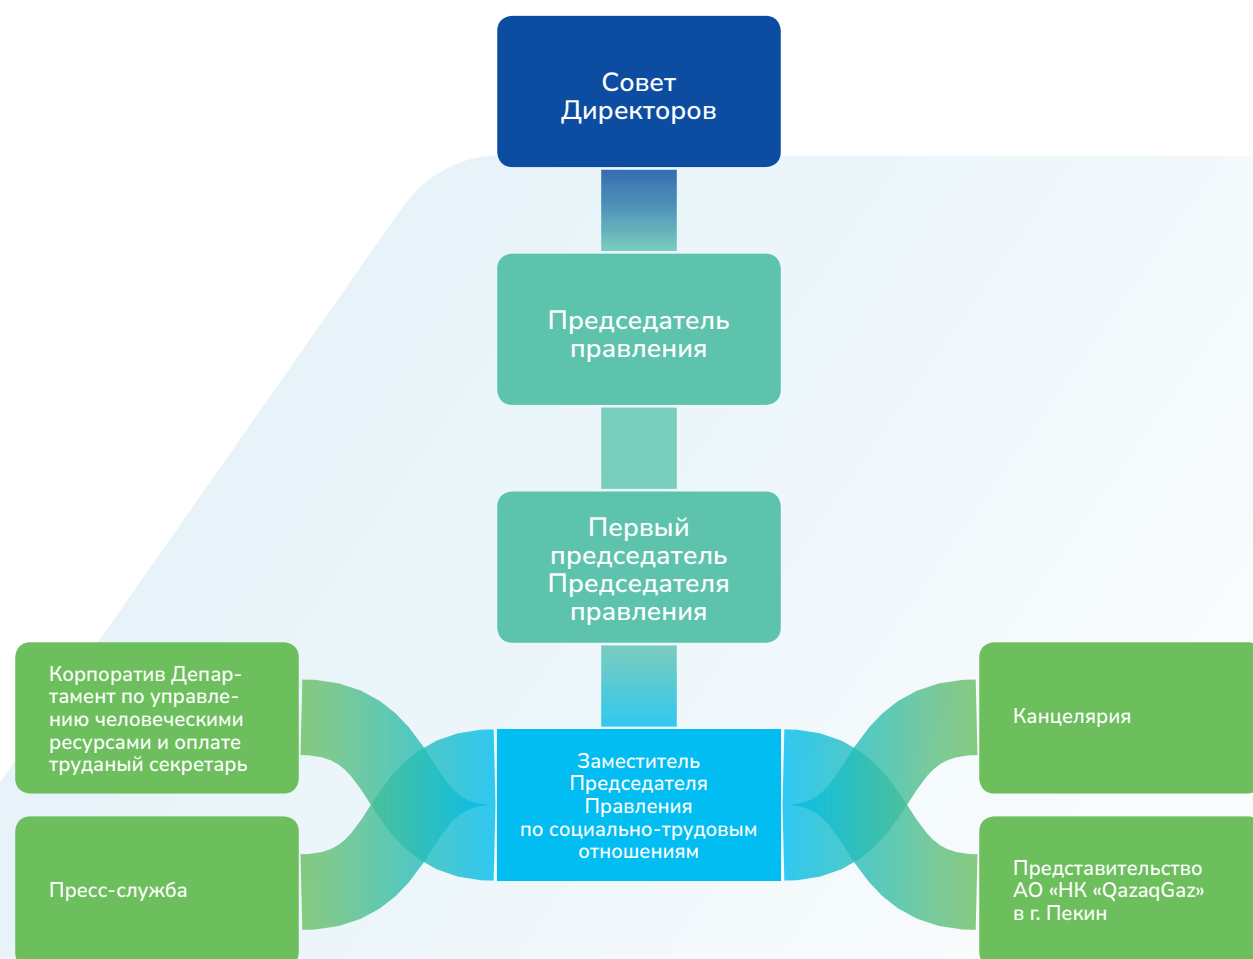 Совет
Директоров
Председатель
правления
Первый
председатель
Председателя
правления
Корпоратив Депар-
тамент по управле-
нию человеческими
ресурсами и оплате
труданый секретарь
Заместитель
Председателя
Правления
по социально-трудовым
отношениям
Канцелярия
Пресс-служба
Представительство
АО «НК «QazaqGaz»
в г. Пекин